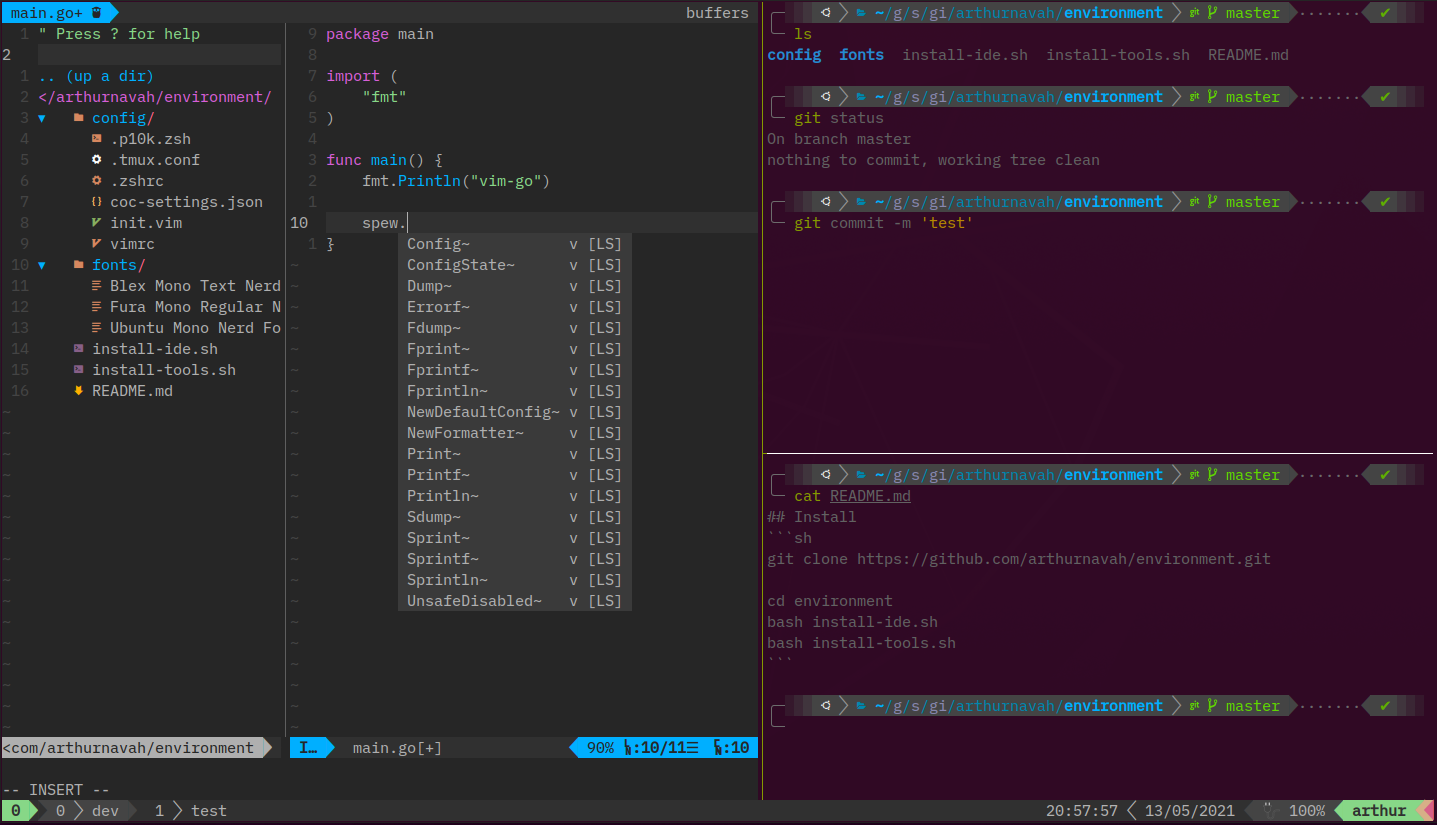 main.go+ buffers
1 " Press ? for help
2
1 .. (up a dir)
2 </arthurnavah/environment/
3 ▼ config/
4 .p10k.zsh
5 .tmux.conf
6 .zshrc
7 {} coc-settings.json
8 init.vim
9 vimrc
10 ▼ fonts/
11 Blex Mono Text Nerd
12 Fura Mono Regular N
13 Ubuntu Mono Nerd Fo
14 install-ide.sh
15 install-tools.sh
16 README.md
<com/arthurnavah/environment
9 package main
8
7 import (
6 "fmt"
5 )
4
3 func main() {
2 fmt.Println("vim-go")
1
10 spew.
1 }
Config~ v [LS]
ConfigState~ v [LS]
Dump~ v [LS]
Errorf~ v [LS]
Fdump~ v [LS]
Fprint~ v [LS]
Fprintf~ v [LS]
Fprintln~ v [LS]
NewDefaultConfig~ v [LS]
NewFormatter~ v [LS]
Print~ v [LS]
Printf~ v [LS]
Println~ v [LS]
Sdump~ v [LS]
Sprint~ v [LS]
Sprintf~ v [LS]
Sprintln~ v [LS]
UnsafeDisabled~ v [LS]
I… main.go[+] 90% :10/11☰ :10
-- INSERT --
~/g/s/gi/arthurnavah/environment git master ······· ✔
ls
config fonts install-ide.sh install-tools.sh README.md
~/g/s/gi/arthurnavah/environment git master ······· ✔
git status
On branch master
nothing to commit, working tree clean
~/g/s/gi/arthurnavah/environment git master ······· ✔
git commit -m 'test'
~/g/s/gi/arthurnavah/environment git master ······· ✔
cat README.md
## Install
```sh
git clone https://github.com/arthurnavah/environment.git
cd environment
bash install-ide.sh
bash install-tools.sh
```
~/g/s/gi/arthurnavah/environment git master ······· ✔
0 0 dev 1 test 20:57:57 13/05/2021 100% arthur